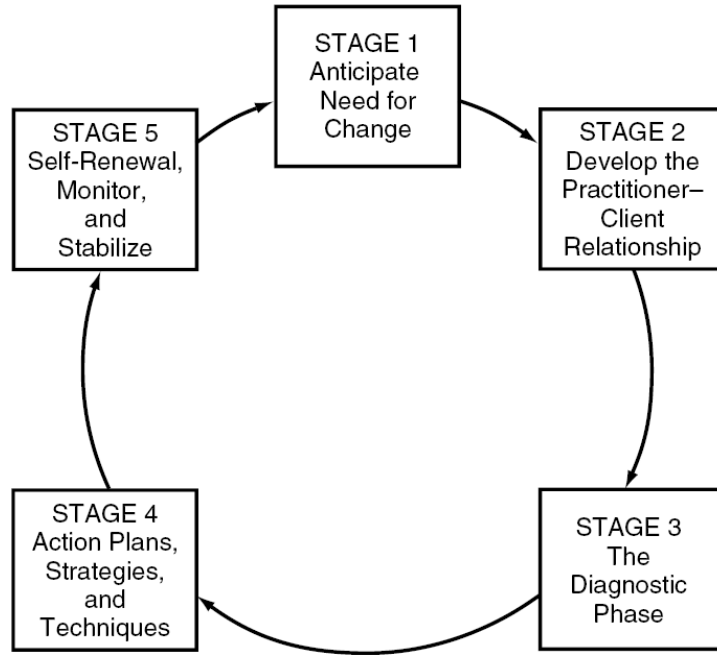 STAGE 1
Anticipate
Need for
Change
STAGE 2
Develop the
Practitioner–
Client
Relationship
STAGE 3
The
Diagnostic
Phase
STAGE 4
Action Plans,
Strategies,
and
Techniques
STAGE 5
Self-Renewal,
Monitor,
and
Stabilize